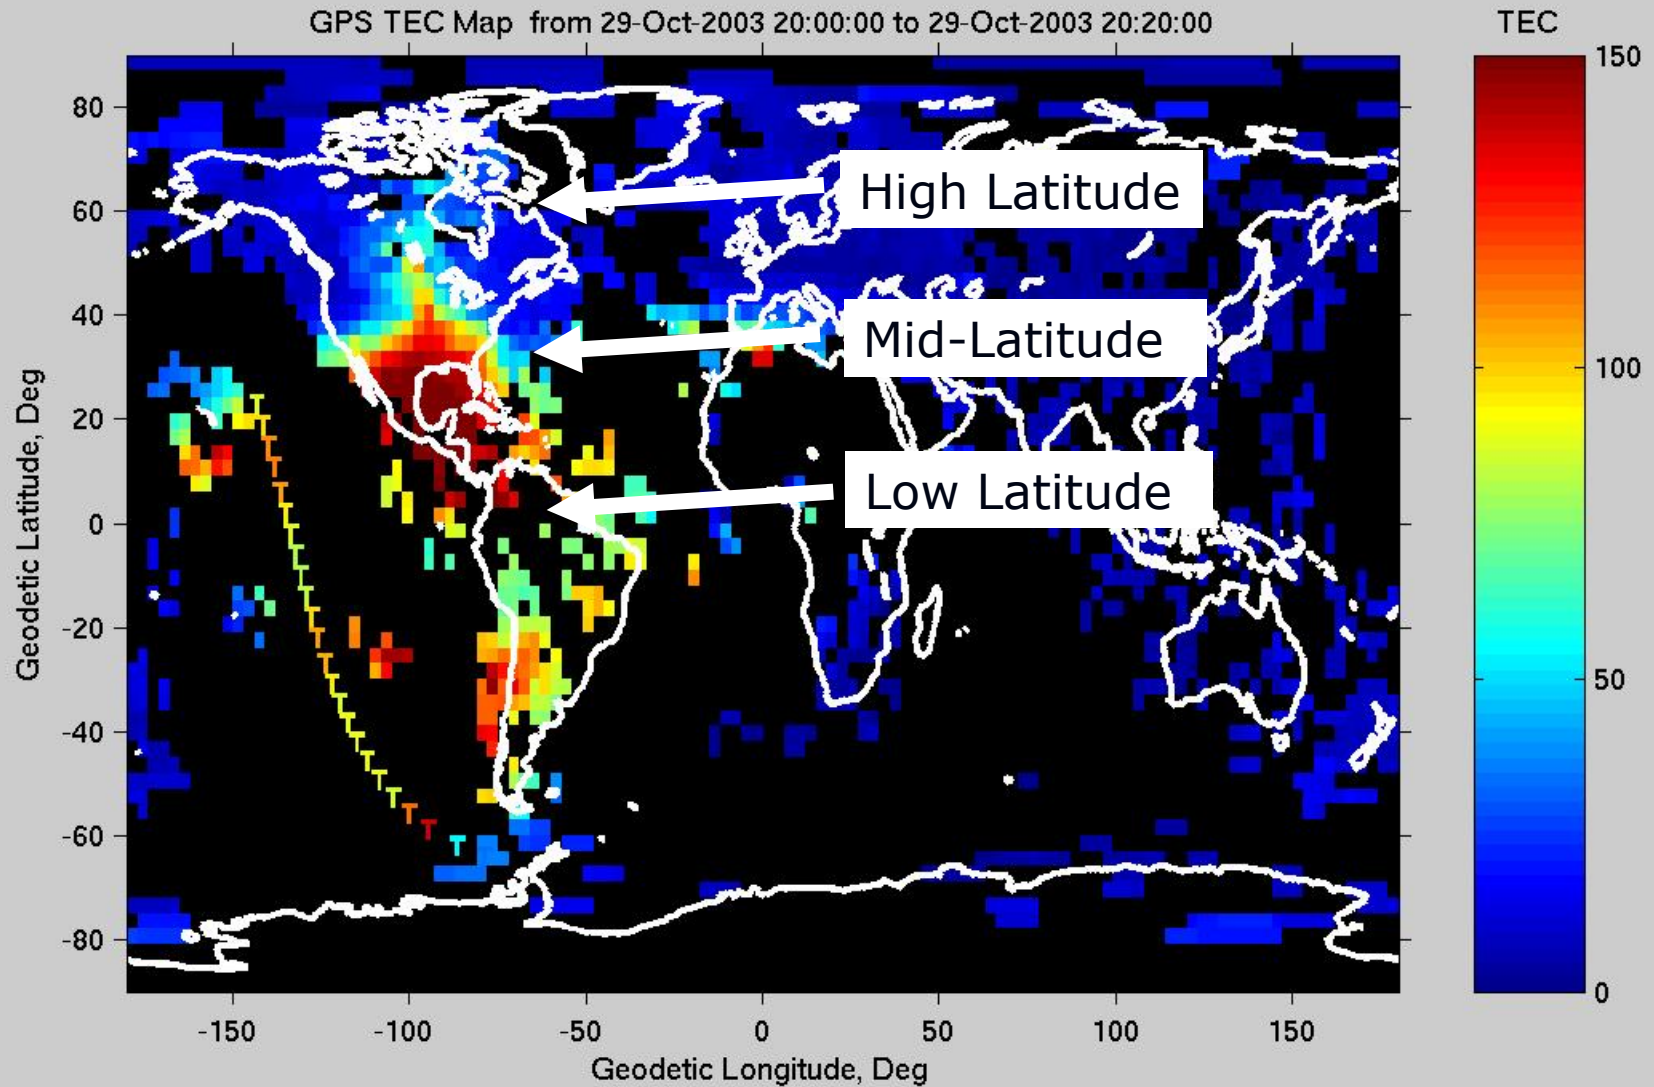 GPS TEC Map from 29-Oct-2003 20:00:00 to 29-Oct-2003 20:20:00
TEC
150
100
50
0
80
60
40
20
0
-20
-40
-60
-80
Geodetic Latitude, Deg
High Latitude
Mid-Latitude
Low Latitude
T T T T T T T T T T T T T T T T T T T T T T T T
-150 -100 -50 0 50 100 150
Geodetic Longitude, Deg